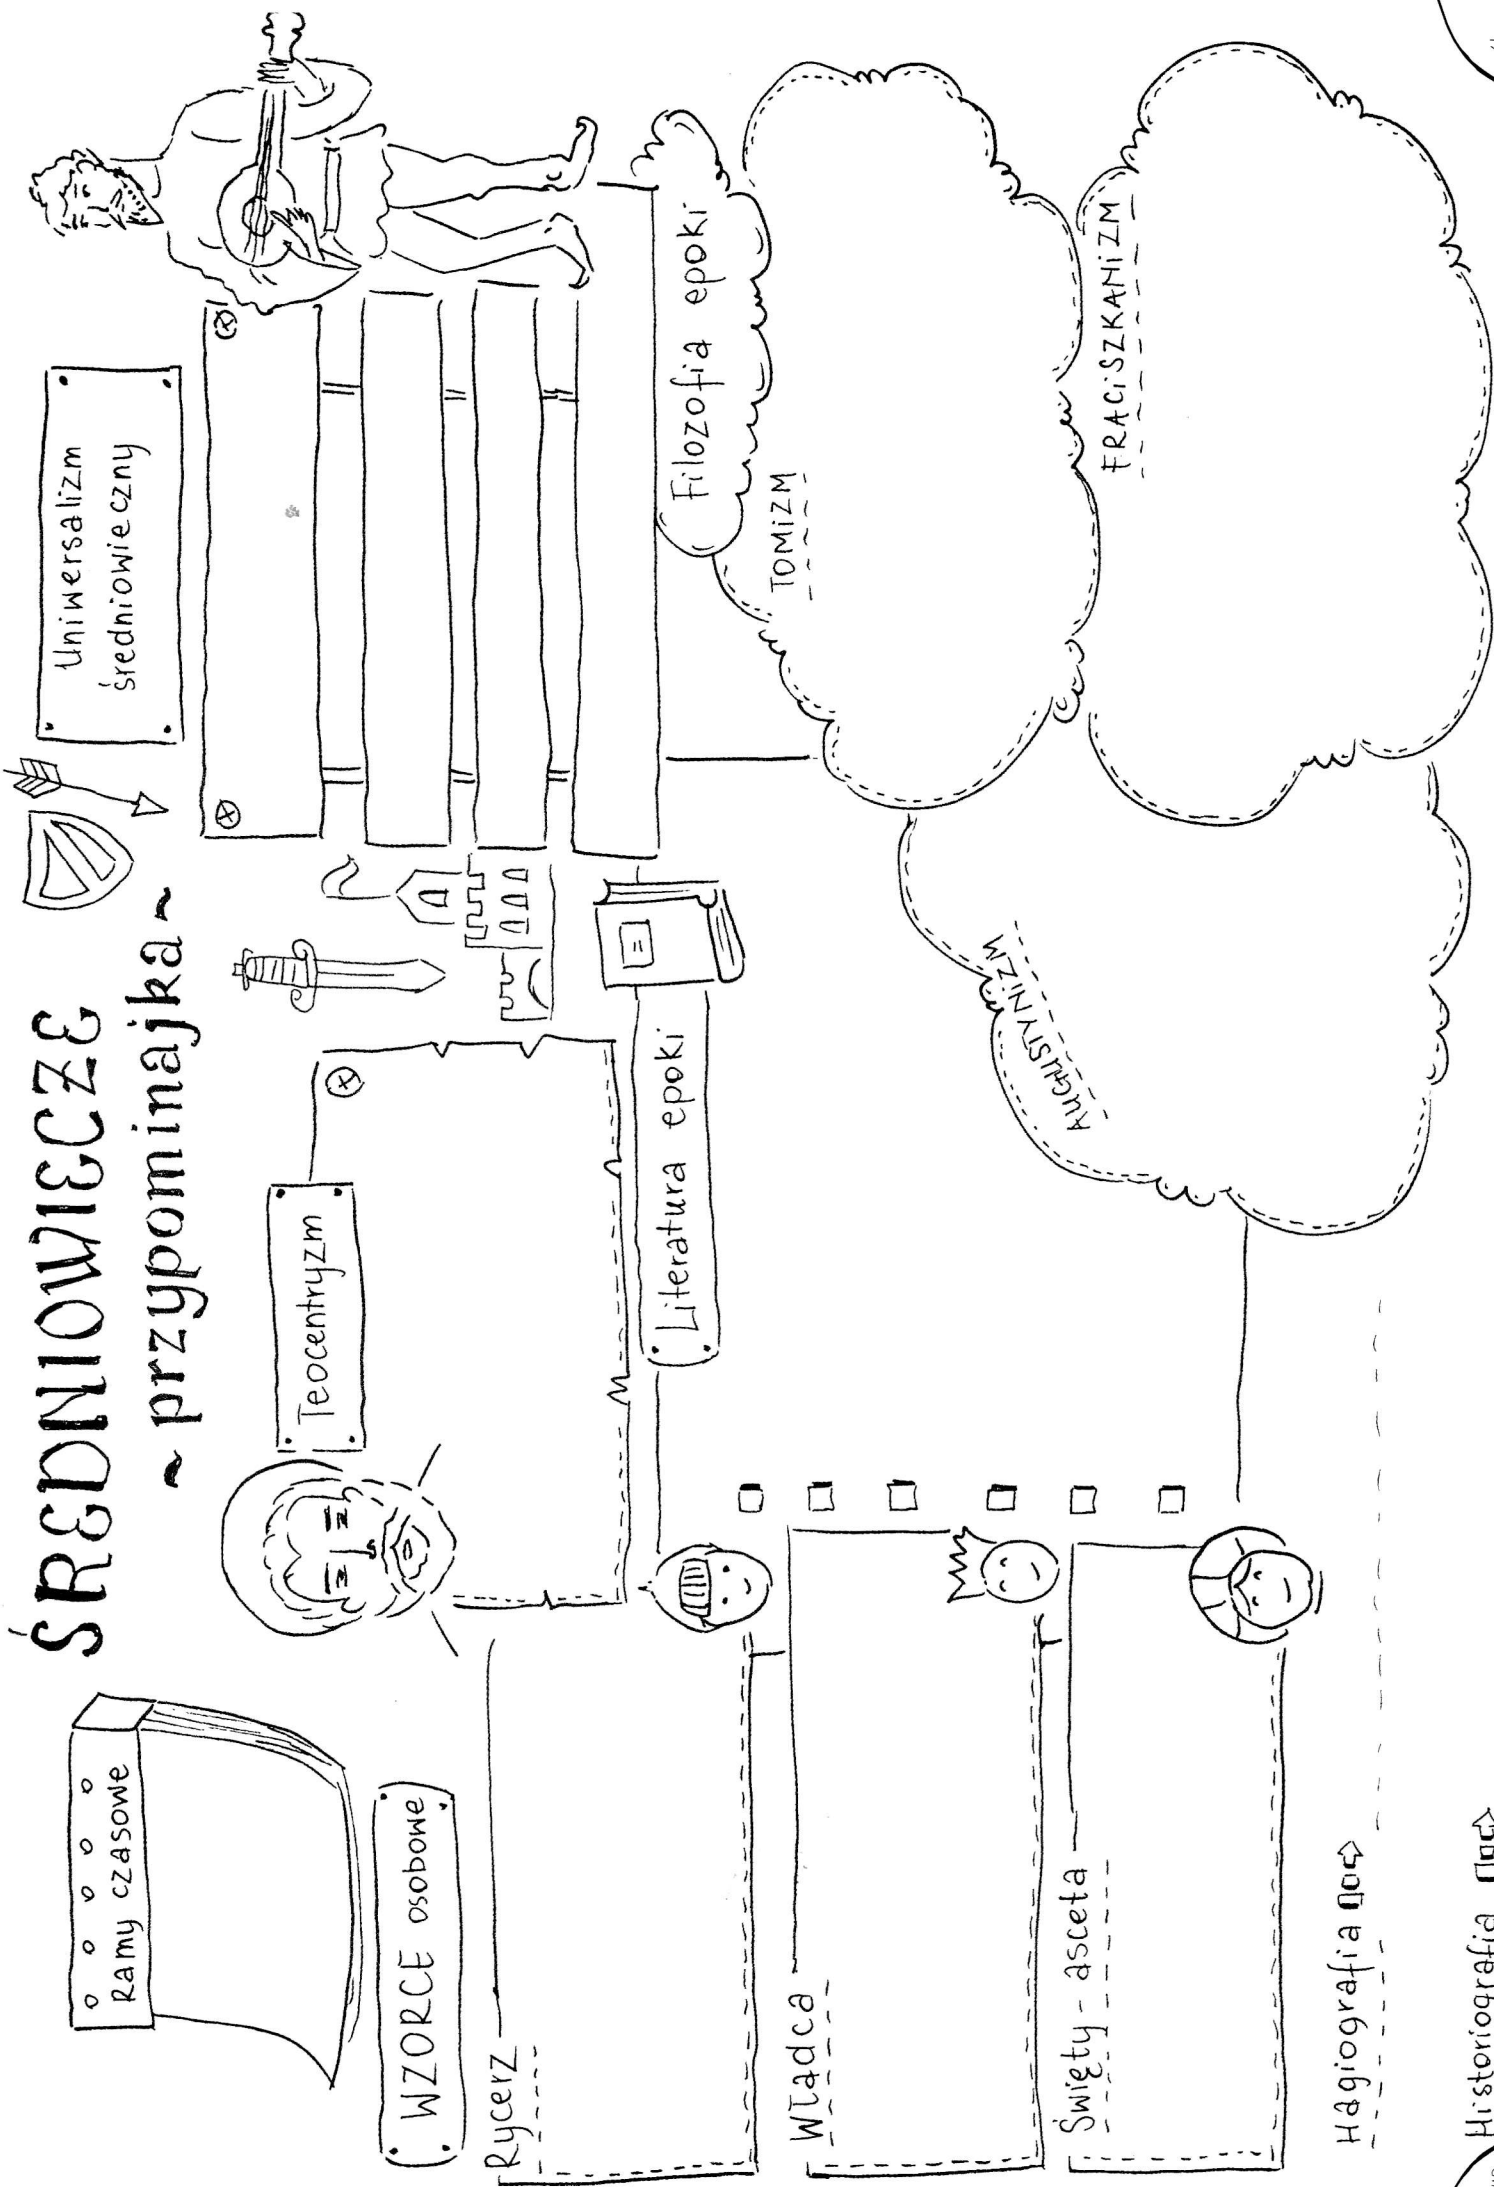 ŚREDNIOWIECZE
~ przypominajka ~
Ramy czasowe
Uniwersalizm
średniowieczny
Teocentryzm
WZORCE osobowe
Rycerz
Władca
Święty - asceta
Literatura epoki
Filozofia epoki
TOMiZM
AUGUSTYNiZM
FRACiSZKANiZM
Hagiografia
Historiografia